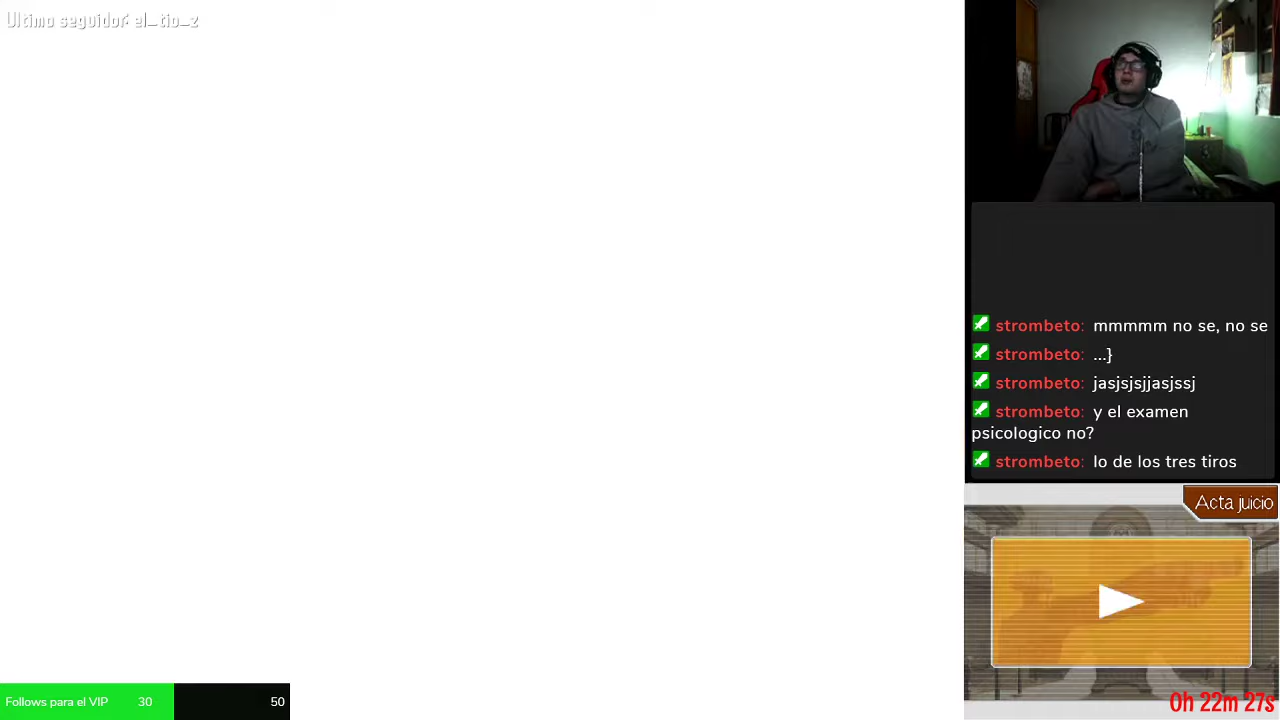 Ultimo seguidor: el_tio_z
strombeto: mmmmm no se, no se
strombeto: ...}
strombeto: jasjsjsjjasjssj
strombeto: y el examen
psicologico no?
strombeto: lo de los tres tiros
Acta juicio
Follows para el VIP 30 50
0h 22m 27s